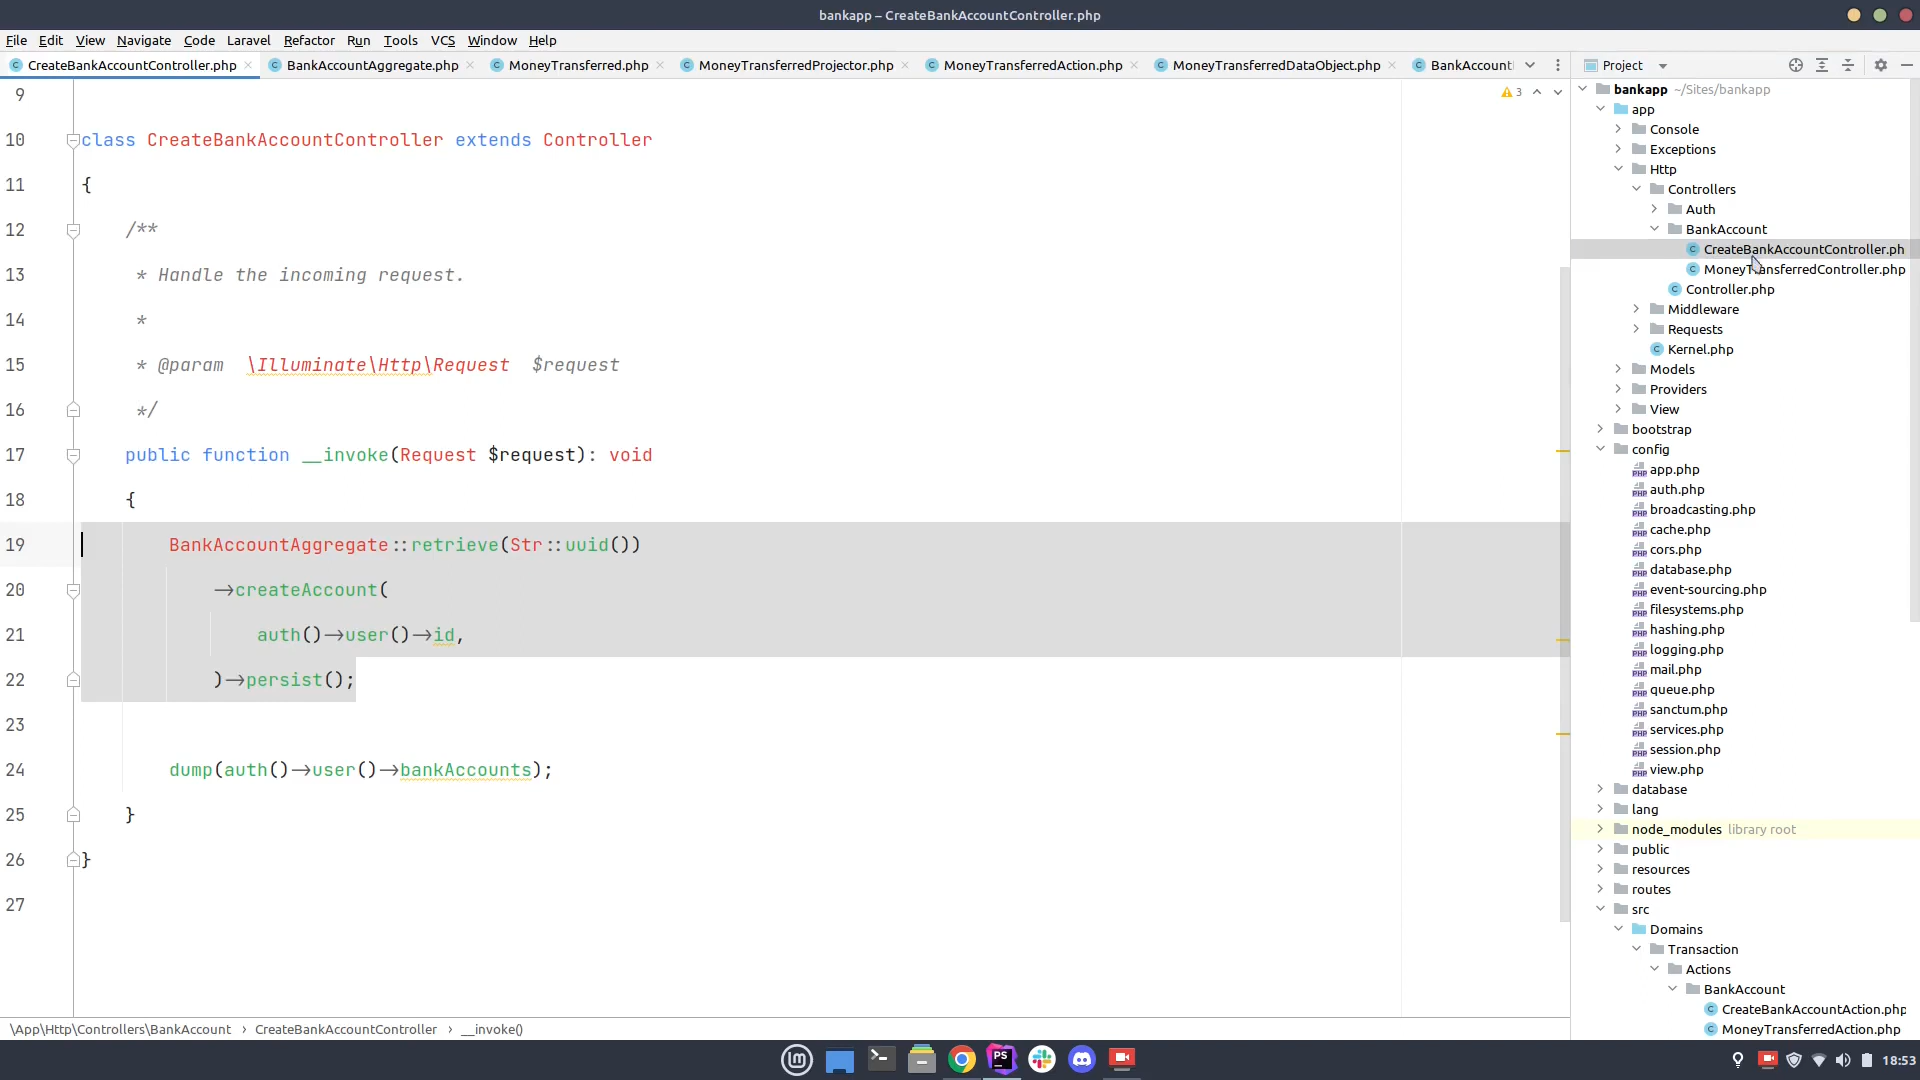 bankapp – CreateBankAccountController.php
File Edit View Navigate Code Laravel Refactor Run Tools VCS Window Help
CreateBankAccountController.php BankAccountAggregate.php MoneyTransferred.php MoneyTransferredProjector.php MoneyTransferredAction.php MoneyTransferredDataObject.php BankAccount
Project
3
9
10 class CreateBankAccountController extends Controller
11 {
12 /**
13 * Handle the incoming request.
14 *
15 * @param \Illuminate\Http\Request $request
16 */
17 public function __invoke(Request $request): void
18 {
19 BankAccountAggregate::retrieve(Str::uuid())
20 ->createAccount(
21 auth()->user()->id,
22 )->persist();
23
24 dump(auth()->user()->bankAccounts);
25 }
26 }
27
bankapp ~/Sites/bankapp
app
Console
Exceptions
Http
Controllers
Auth
BankAccount
CreateBankAccountController.ph
MoneyTransferredController.php
Controller.php
Middleware
Requests
Kernel.php
Models
Providers
View
bootstrap
config
app.php
auth.php
broadcasting.php
cache.php
cors.php
database.php
event-sourcing.php
filesystems.php
hashing.php
logging.php
mail.php
queue.php
sanctum.php
services.php
session.php
view.php
database
lang
node_modules library root
public
resources
routes
src
Domains
Transaction
Actions
BankAccount
CreateBankAccountAction.php
MoneyTransferredAction.php
\App\Http\Controllers\BankAccount › CreateBankAccountController › __invoke()
18:53